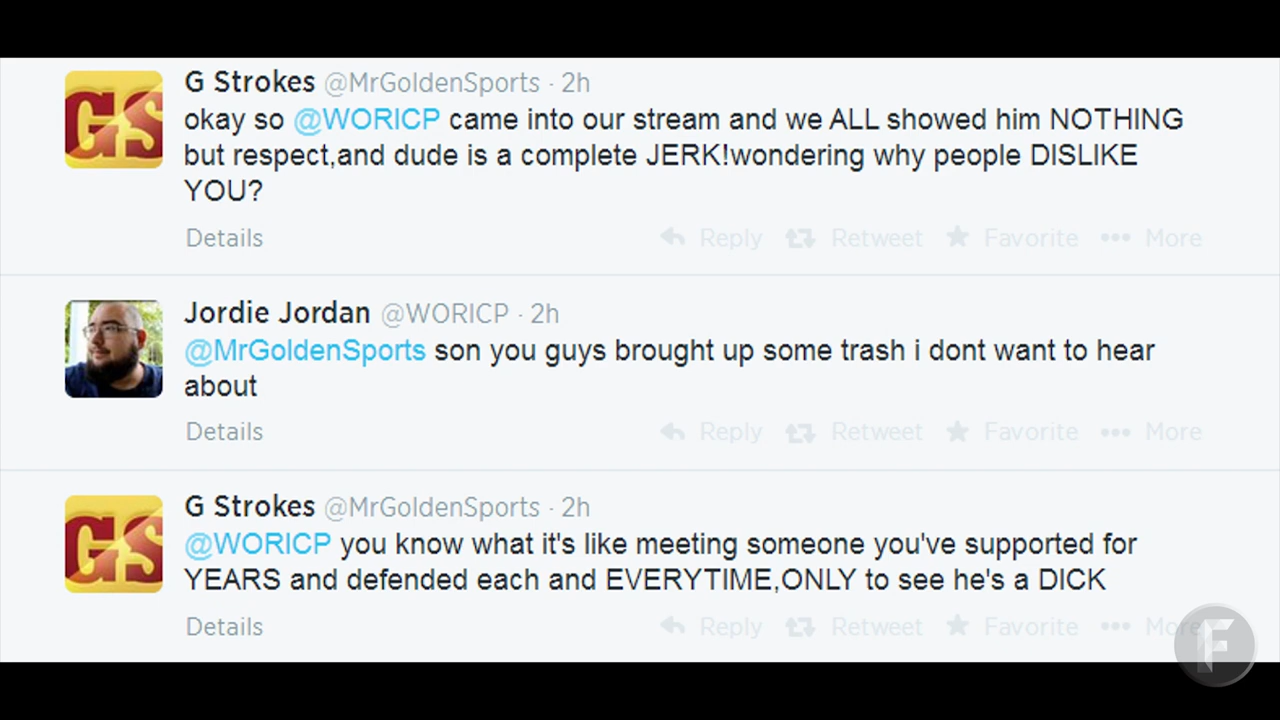 GS
G Strokes @MrGoldenSports · 2h
okay so @WORICP came into our stream and we ALL showed him NOTHING
but respect,and dude is a complete JERK!wondering why people DISLIKE
YOU?
Details
Reply Retweet Favorite More
Jordie Jordan @WORICP · 2h
@MrGoldenSports son you guys brought up some trash i dont want to hear
about
Details
Reply Retweet Favorite More
GS
G Strokes @MrGoldenSports · 2h
@WORICP you know what it's like meeting someone you've supported for
YEARS and defended each and EVERYTIME,ONLY to see he's a DICK
Details
Reply Retweet Favorite More
F